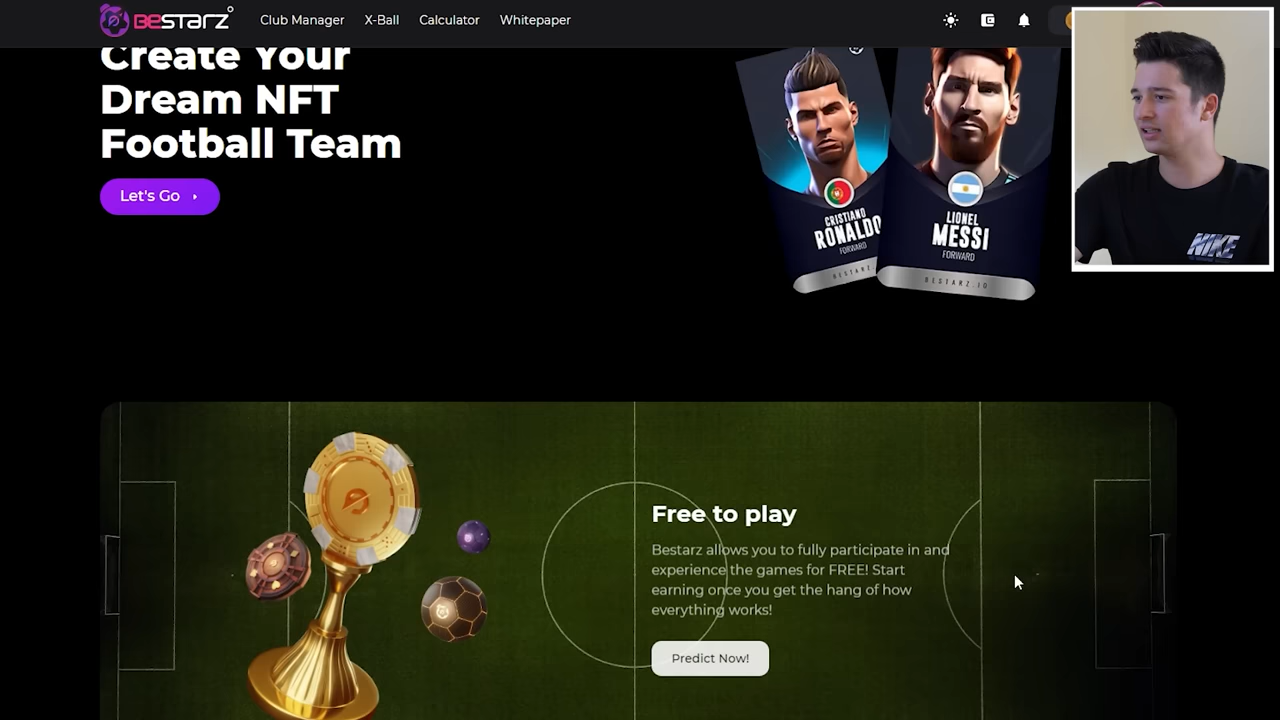 BESTARZ Club Manager X-Ball Calculator Whitepaper
Create Your
Dream NFT
Football Team
Let's Go
CRISTIANO
RONALDO
FORWARD
LIONEL
MESSI
FORWARD
BESTARZ.IO
NIKE
Free to play
Bestarz allows you to fully participate in and
experience the games for FREE! Start
earning once you get the hang of how
everything works!
Predict Now!